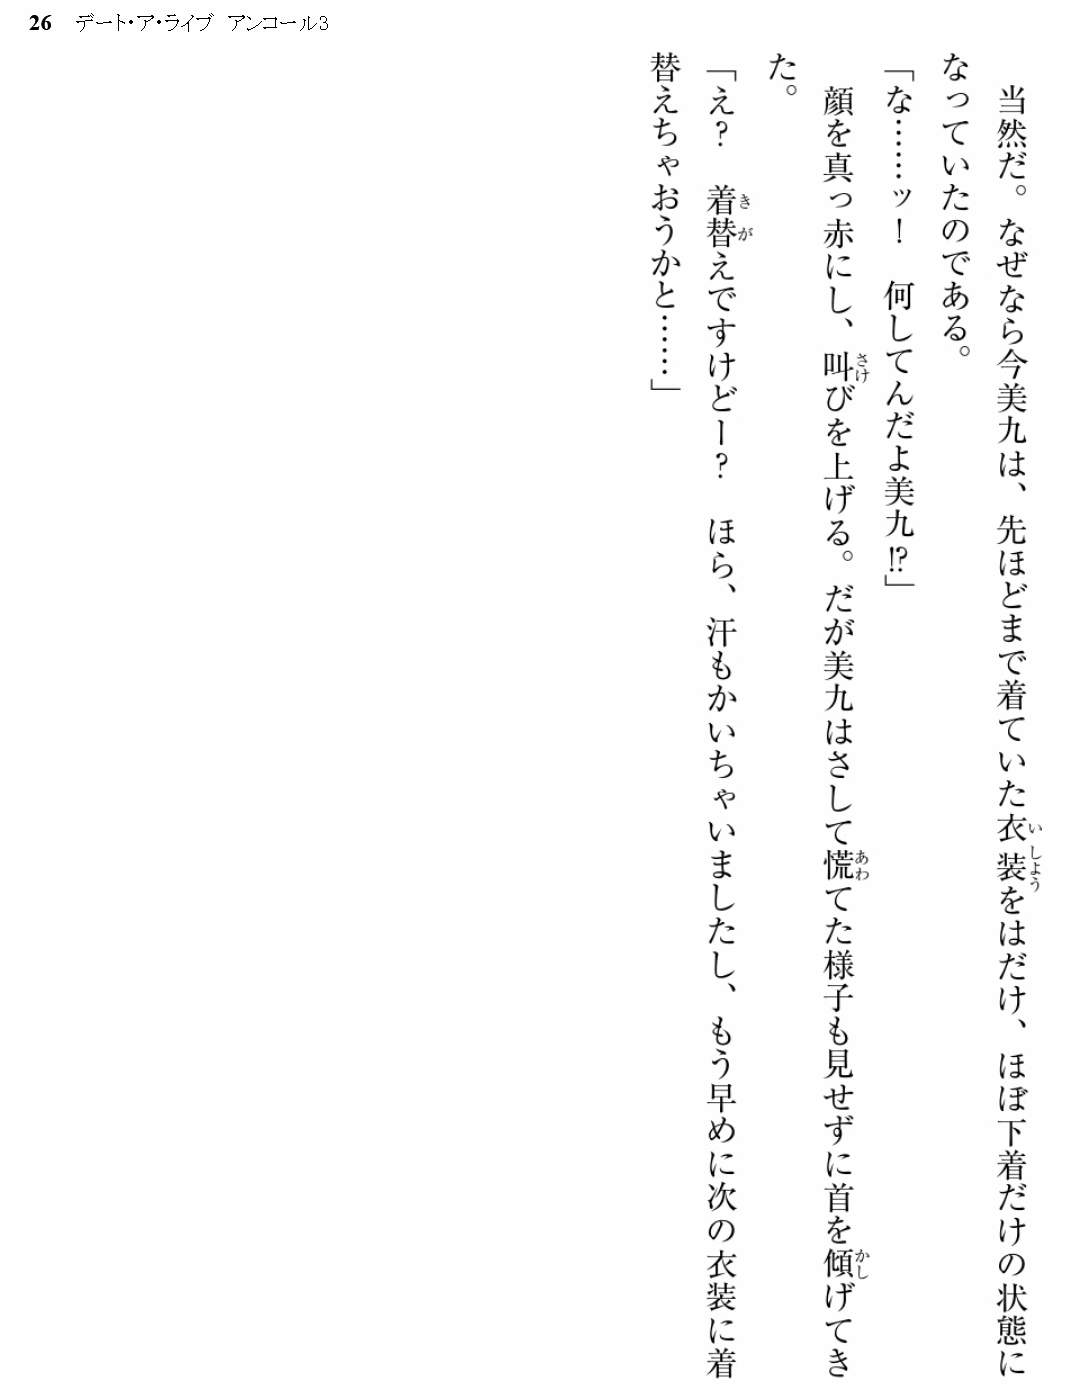 26 デート・ア・ライブ アンコール3
　当然だ。なぜなら今美九は、先ほどまで着ていた衣装をはだけ、ほぼ下着だけの状態に
なっていたのである。
「な……ッ！　何してんだよ美九⁉」
　顔を真っ赤にし、叫びを上げる。だが美九はさして慌てた様子も見せずに首を傾げてき
た。
「え？　着替えですけどー？　ほら、汗もかいちゃいましたし、もう早めに次の衣装に着
替えちゃおうかと……」